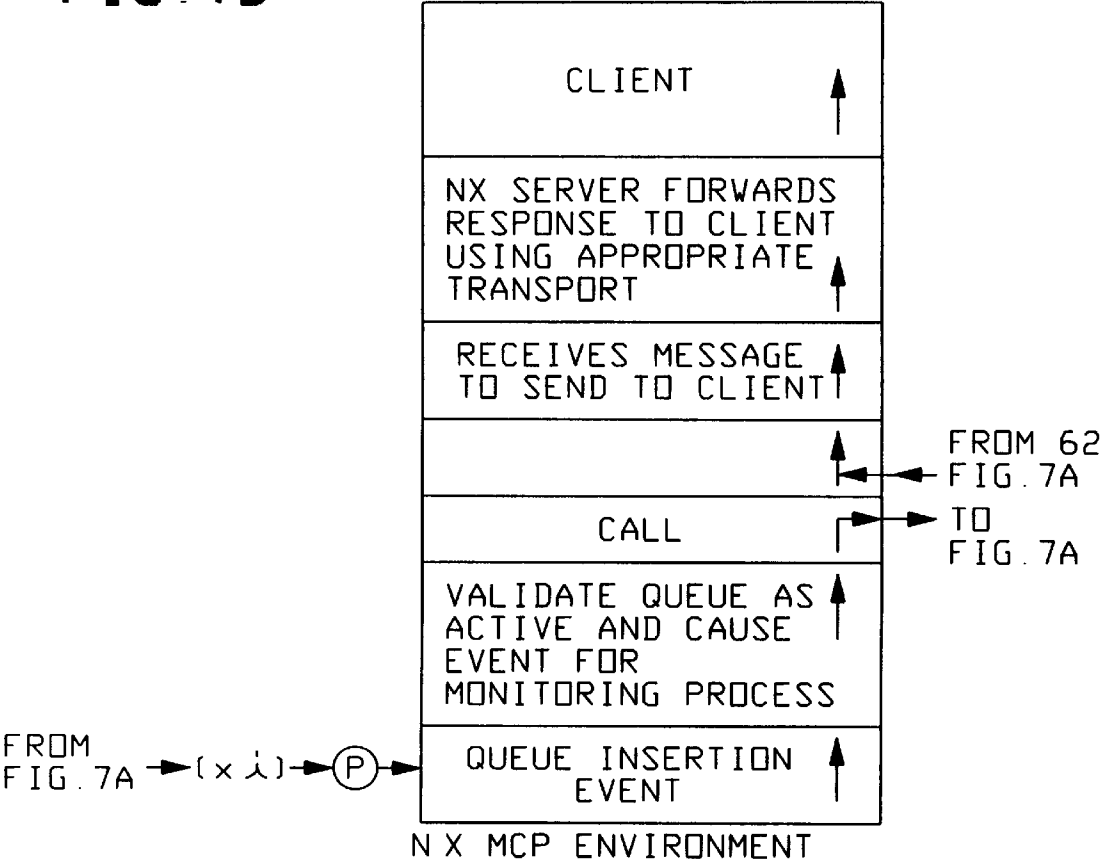 CLIENT
NX SERVER FORWARDS
RESPONSE TO CLIENT
USING APPROPRIATE
TRANSPORT
RECEIVES MESSAGE
TO SEND TO CLIENT
FROM 62
FIG.7A
CALL
TO
FIG.7A
VALIDATE QUEUE AS
ACTIVE AND CAUSE
EVENT FOR
MONITORING PROCESS
FROM
FIG.7A
(xi)
P
QUEUE INSERTION
EVENT
NX MCP ENVIRONMENT